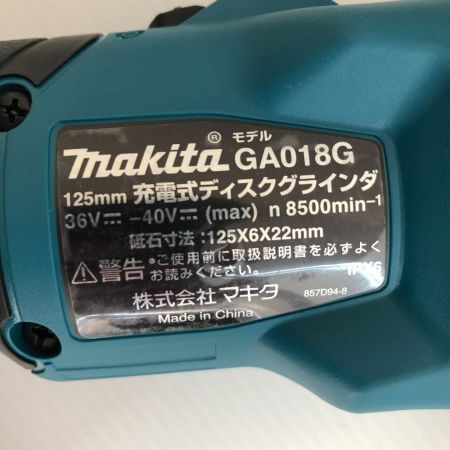 ® モデル
makita GA018G
125mm 充電式ディスクグラインダ
36V⎓ -40V⎓ (max) n 8500min-1
砥石寸法:125X6X22mm
⚠警告 •ご使用前に取扱説明書を必ずよくお読みください。
IPX6
株式会社マキタ 857D94-8
Made in China